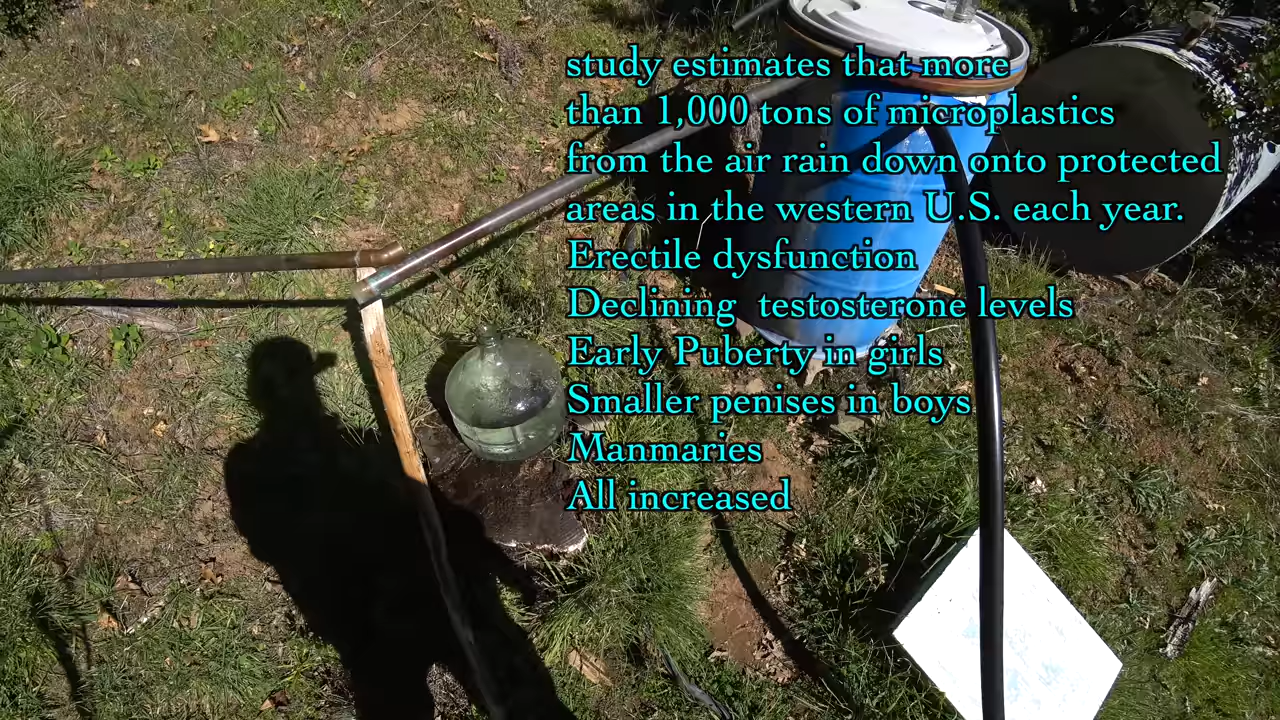 study estimates that more
than 1,000 tons of microplastics
from the air rain down onto protected
areas in the western U.S. each year.
Erectile dysfunction
Declining  testosterone levels
Early Puberty in girls
Smaller penises in boys
Manmaries
All increased